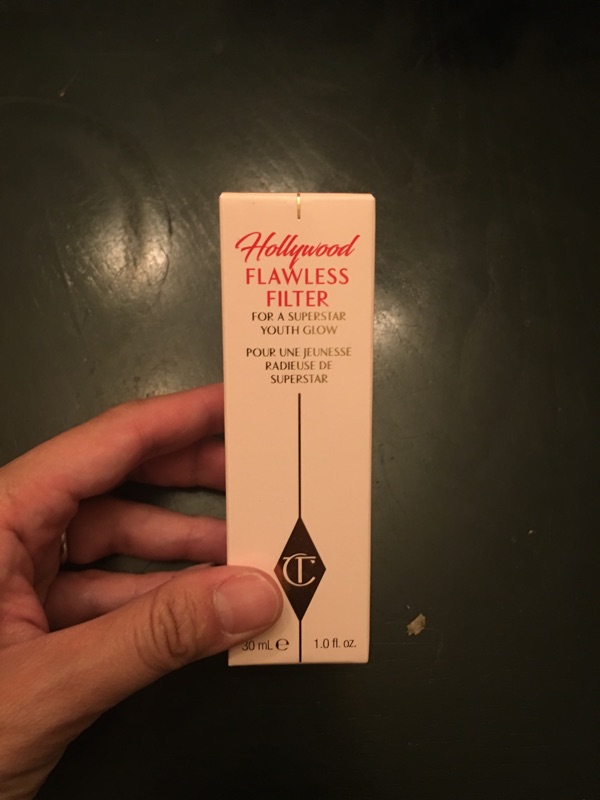 Hollywood
FLAWLESS
FILTER
FOR A SUPERSTAR
YOUTH GLOW
POUR UNE JEUNESSE
RADIEUSE DE
SUPERSTAR
CT
30 mL ℮ 1.0 fl. oz.